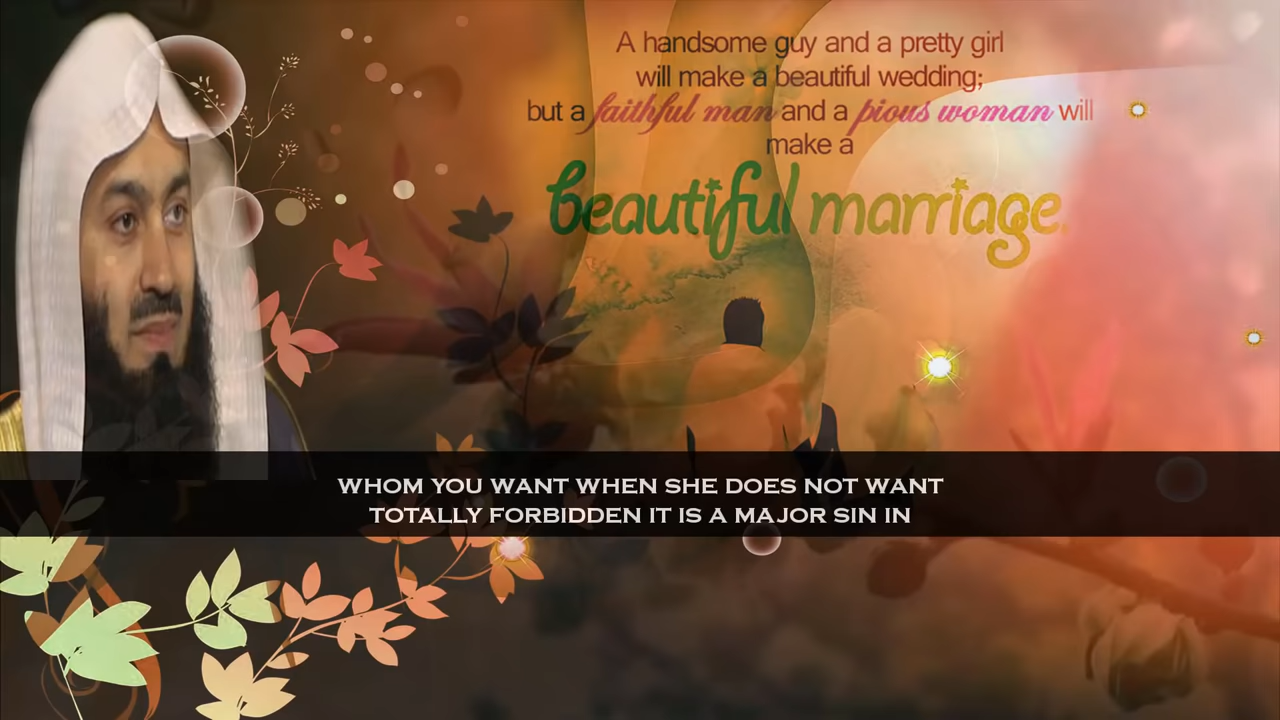 A handsome guy and a pretty girl
will make a beautiful wedding;
but a faithful man and a pious woman will
make a
beautiful marriage.
WHOM YOU WANT WHEN SHE DOES NOT WANT
TOTALLY FORBIDDEN IT IS A MAJOR SIN IN